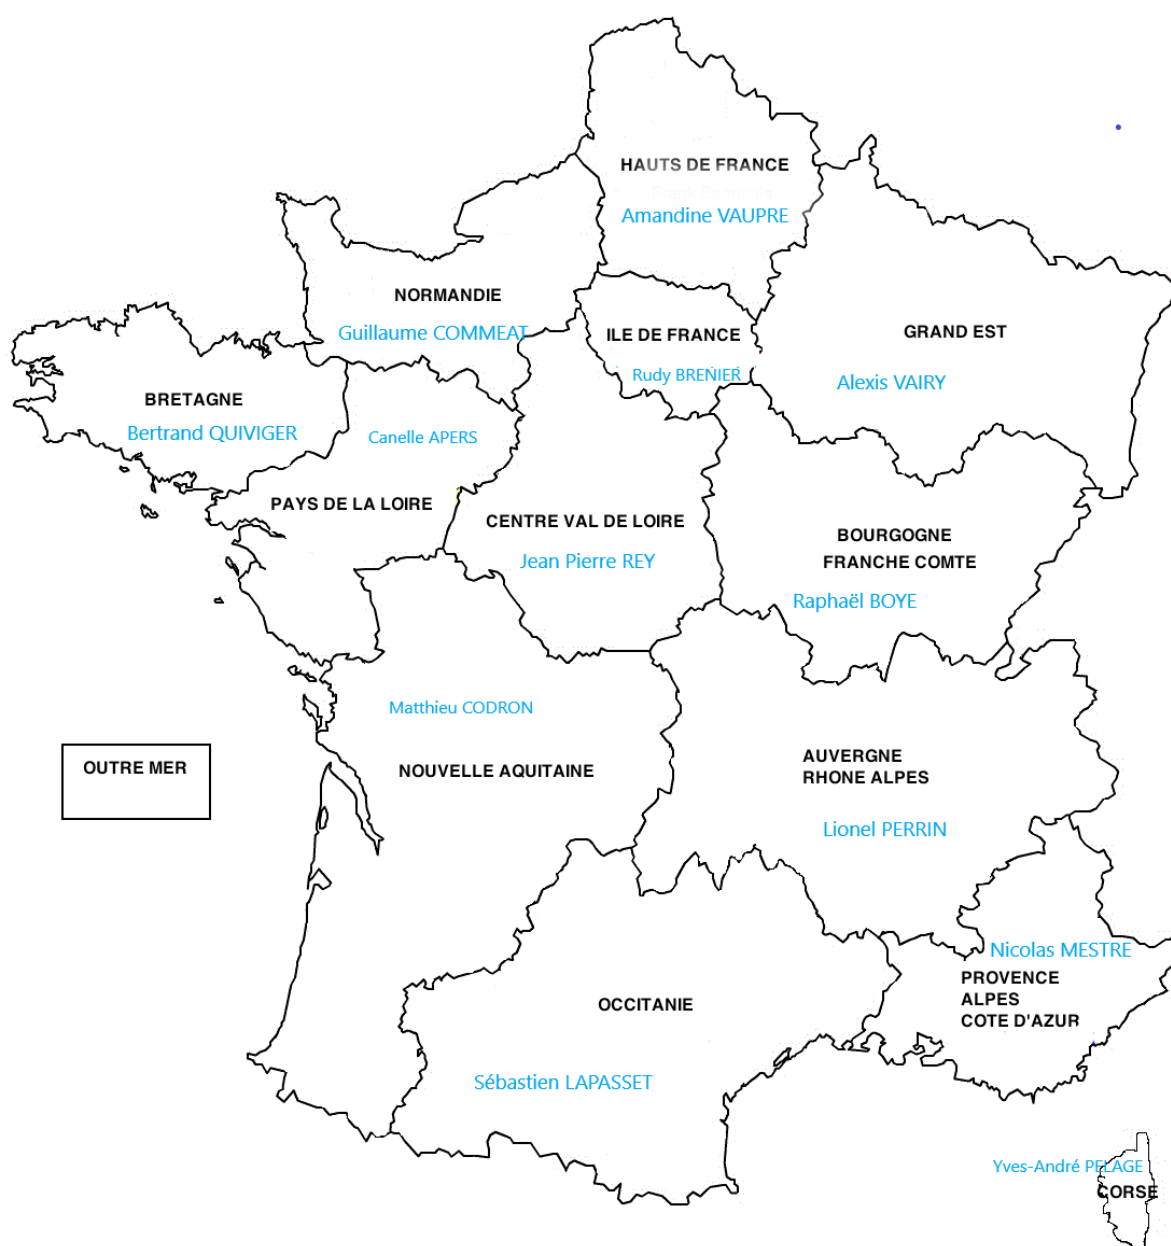 HAUTS DE FRANCE
Amandine VAUPRE
NORMANDIE
Guillaume COMMEAT
ILE DE FRANCE
Rudy BRENIER
GRAND EST
Alexis VAIRY
BRETAGNE
Bertrand QUIVIGER
Canelle APERS
PAYS DE LA LOIRE
CENTRE VAL DE LOIRE
Jean Pierre REY
BOURGOGNE
FRANCHE COMTE
Raphaël BOYE
Matthieu CODRON
NOUVELLE AQUITAINE
OUTRE MER
AUVERGNE
RHONE ALPES
Lionel PERRIN
Nicolas MESTRE
PROVENCE
ALPES
COTE D'AZUR
OCCITANIE
Sébastien LAPASSET
Yves-André PELAGE
CORSE